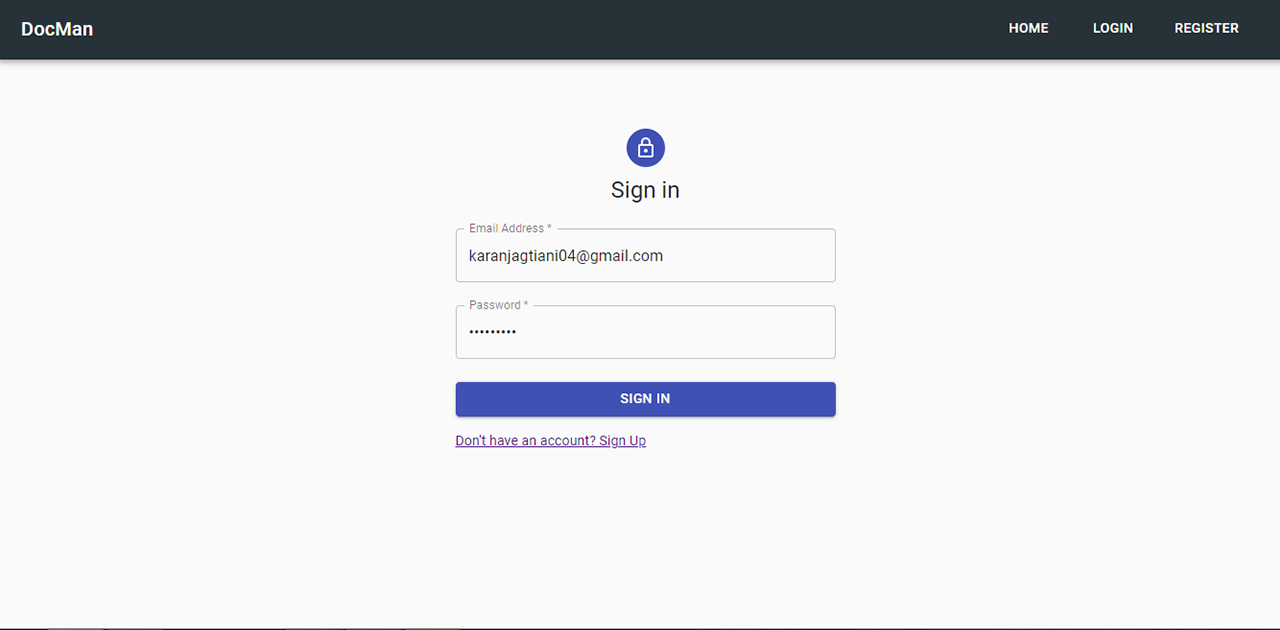 DocMan
HOME LOGIN REGISTER
Sign in
Email Address *
karanjagtiani04@gmail.com
Password *
•••••••••
SIGN IN
Don't have an account? Sign Up